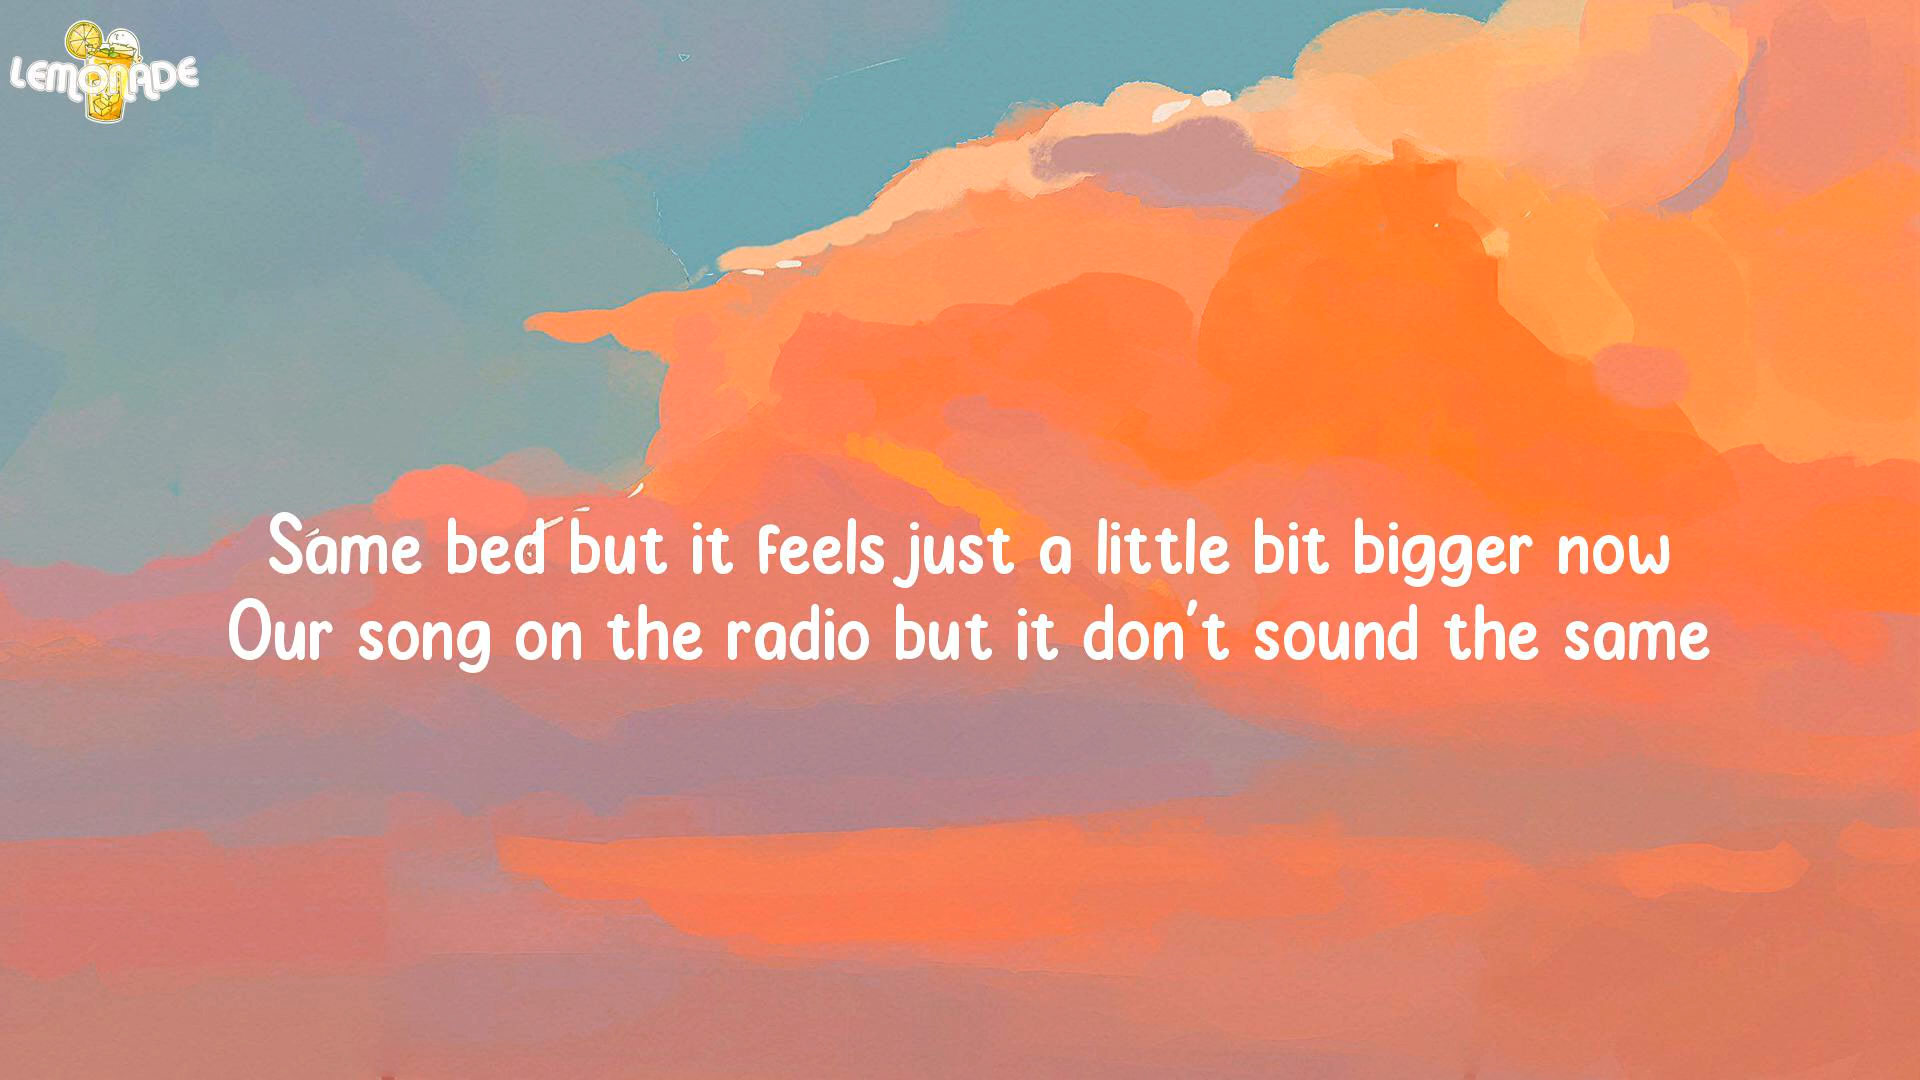 LEMONADE
Same bed but it feels just a little bit bigger now
Our song on the radio but it don't sound the same